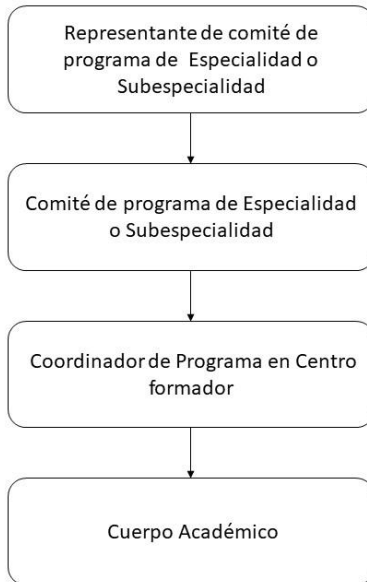 Representante de comité de
programa de Especialidad o
Subespecialidad
Comité de programa de Especialidad
o Subespecialidad
Coordinador de Programa en Centro
formador
Cuerpo Académico